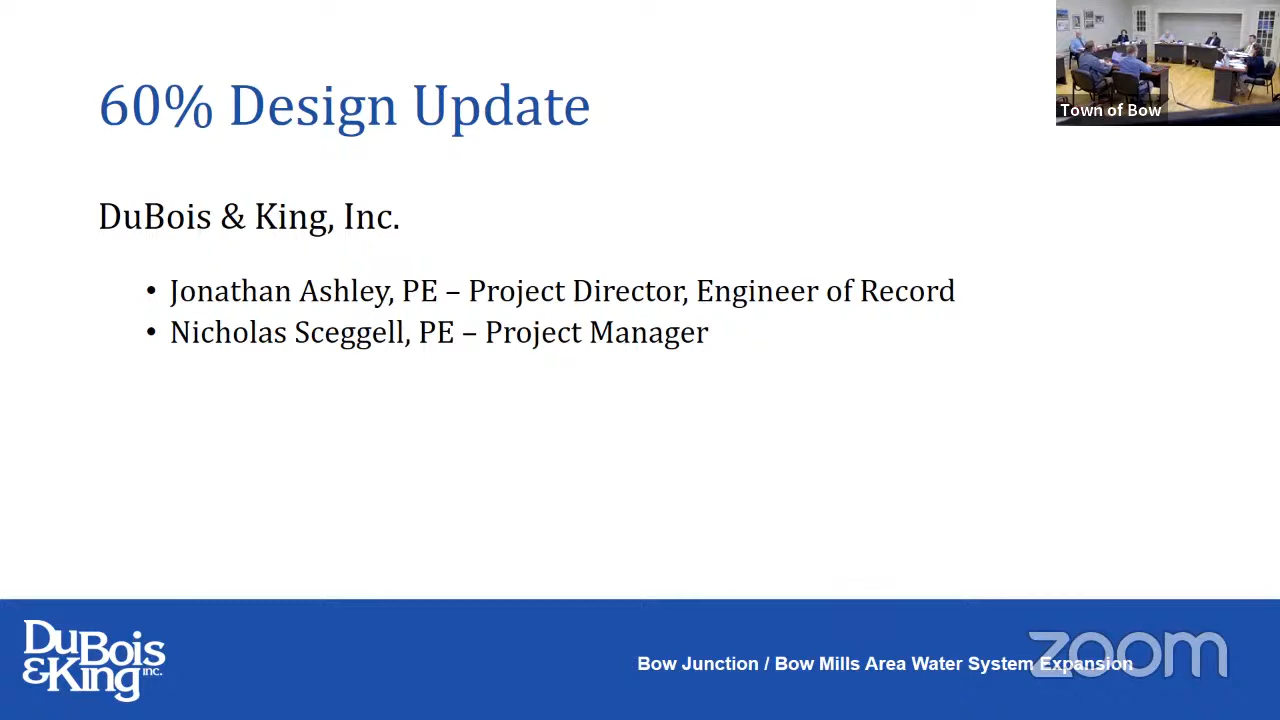 60% Design Update
Town of Bow
DuBois & King, Inc.
• Jonathan Ashley, PE – Project Director, Engineer of Record
• Nicholas Sceggell, PE – Project Manager
DuBois
&King inc.
Bow Junction / Bow Mills Area Water System Expansion
zoom